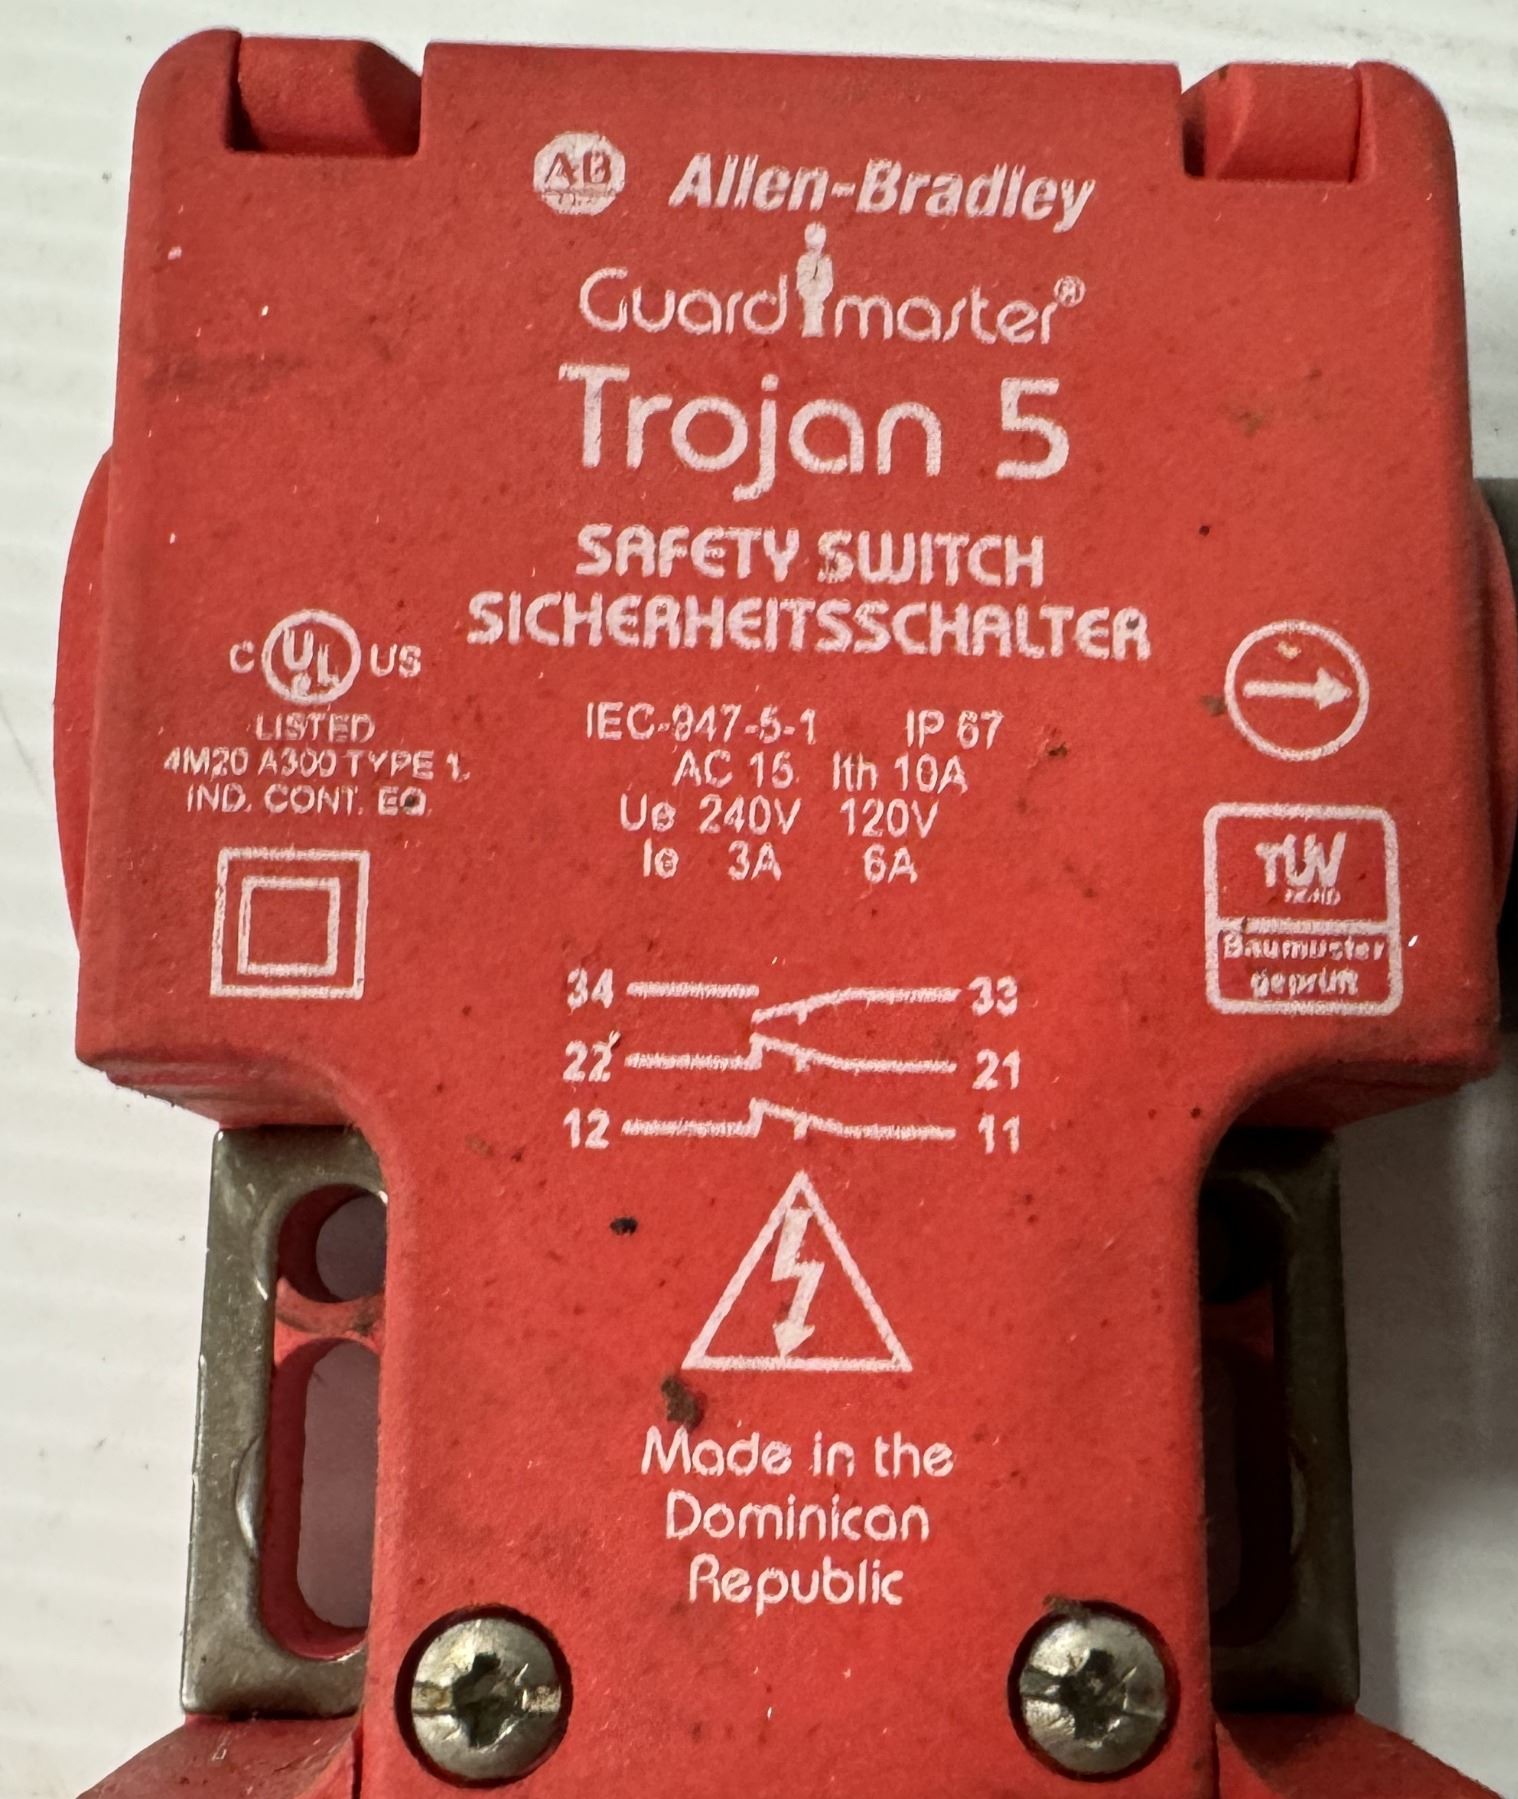 AB
Allen-Bradley
Guardmaster®
Trojan 5
SAFETY SWITCH
SICHERHEITSSCHALTER
C UL US
LISTED
4M20 A300 TYPE 1.
IND. CONT. EQ.
IEC-947-5-1 IP 67
AC 15 Ith 10A
Ue 240V 120V
Ie 3A 6A
TÜV
Baumuster
geprüft
34 33
22 21
12 11
Made in the
Dominican
Republic